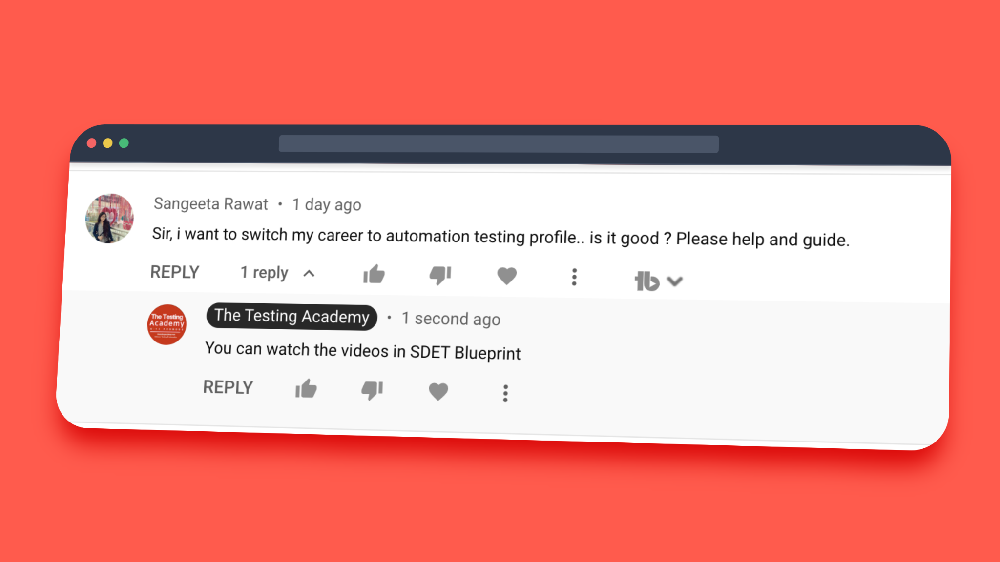 Sangeeta Rawat • 1 day ago
Sir, i want to switch my career to automation testing profile.. is it good ? Please help and guide.
REPLY 1 reply
The Testing Academy • 1 second ago
The Testing
Academy
You can watch the videos in SDET Blueprint
REPLY